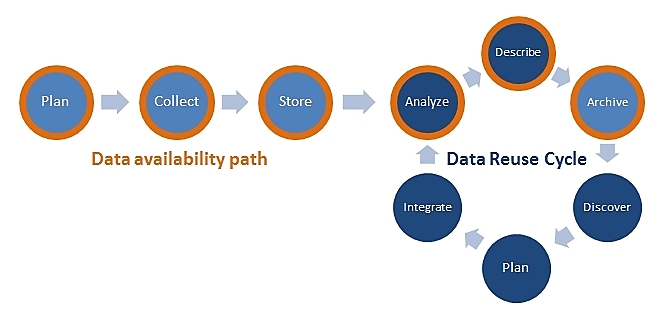 Plan
Collect
Store
Analyze
Describe
Archive
Data availability path
Data Reuse Cycle
Integrate
Discover
Plan